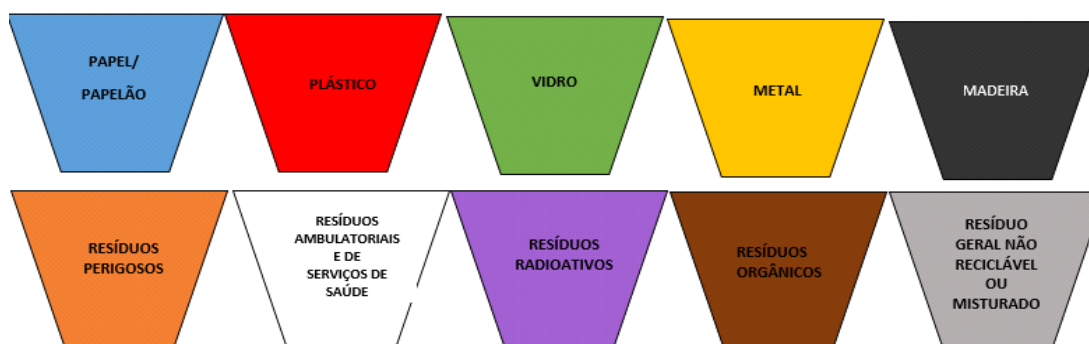 PAPEL/
PAPELÃO
PLÁSTICO
VIDRO
METAL
MADEIRA
RESÍDUOS
PERIGOSOS
RESÍDUOS
AMBULATORIAIS
E DE
SERVIÇOS DE
SAÚDE
RESÍDUOS
RADIOATIVOS
RESÍDUOS
ORGÂNICOS
RESÍDUO
GERAL NÃO
RECICLÁVEL
OU
MISTURADO